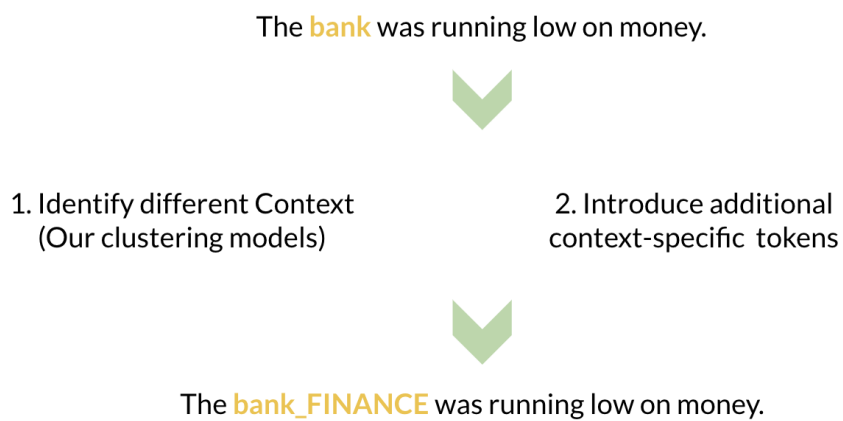 The bank was running low on money.
1. Identify different Context
(Our clustering models)
2. Introduce additional
context-specific tokens
The bank_FINANCE was running low on money.